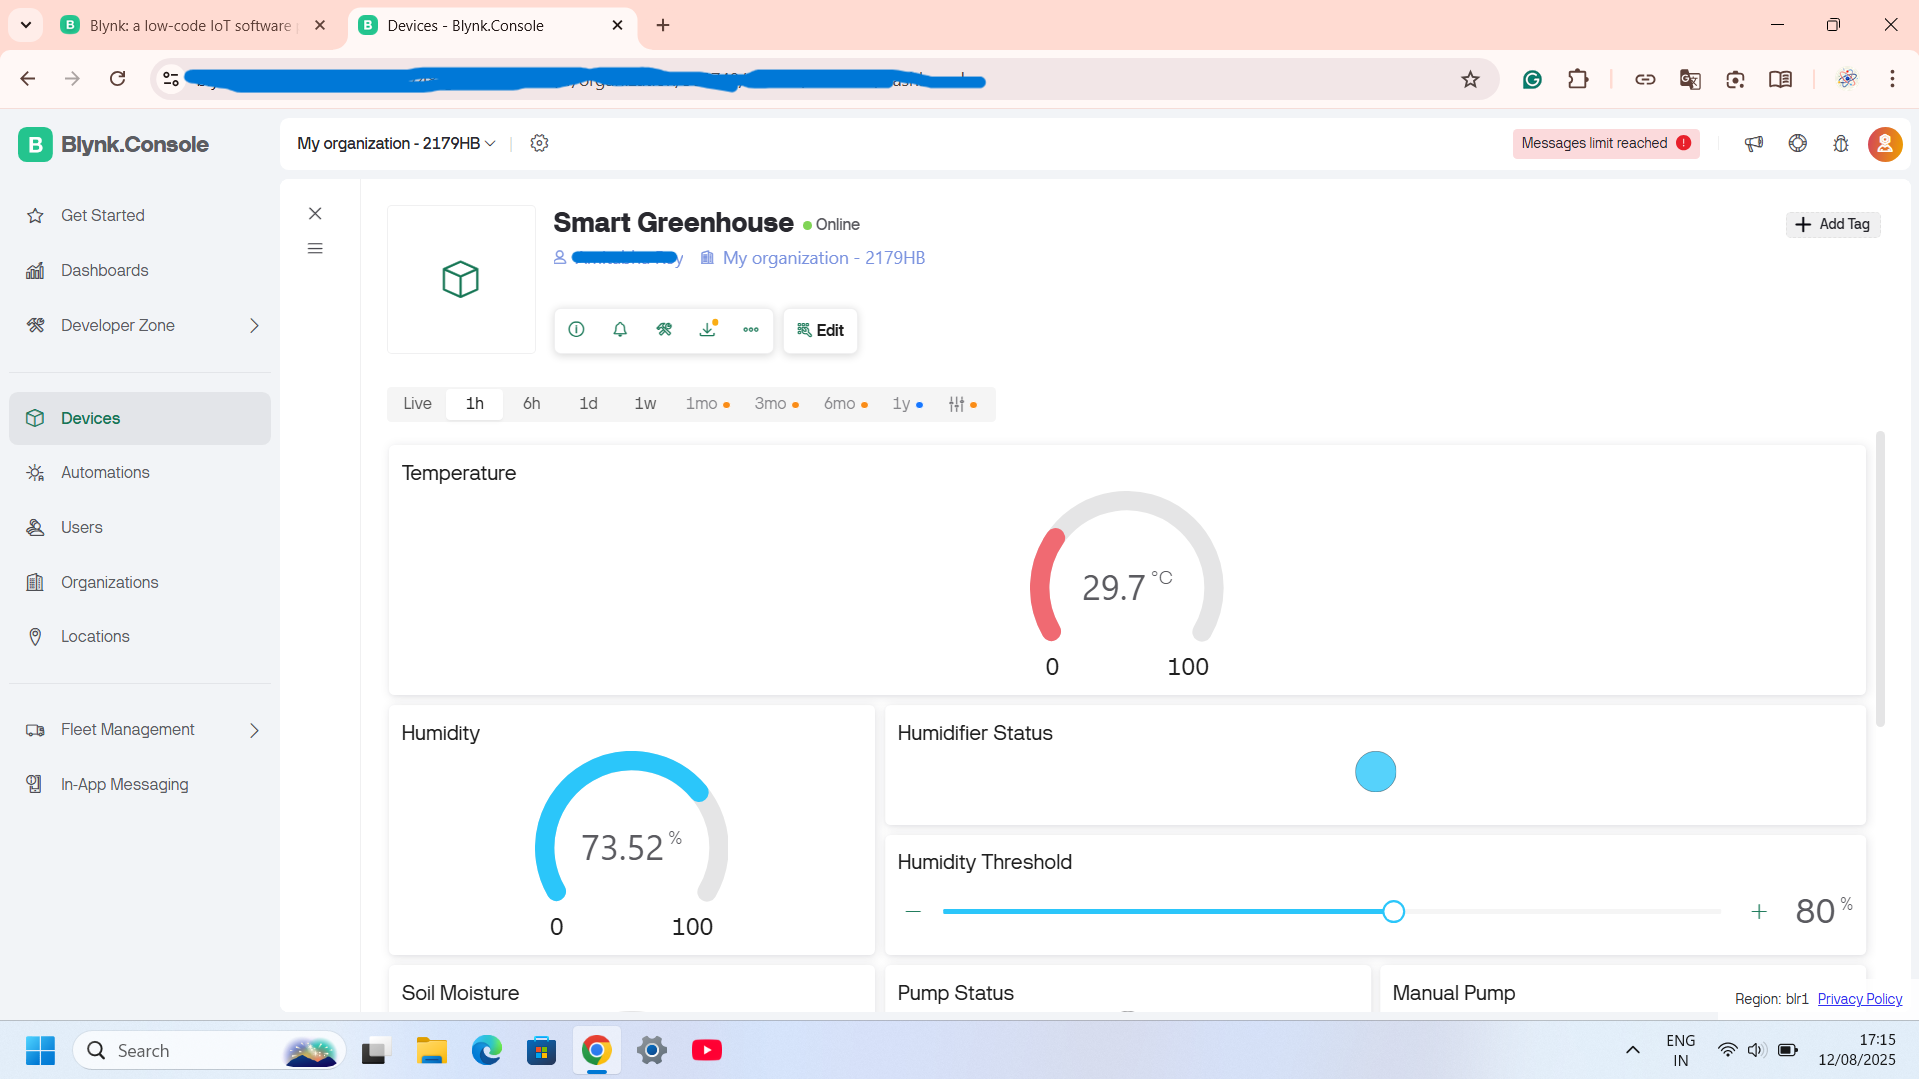 Blynk: a low-code IoT software
Devices - Blynk.Console
B Blynk.Console
My organization - 2179HB
Messages limit reached
Get Started
Dashboards
Developer Zone
Devices
Automations
Users
Organizations
Locations
Fleet Management
In-App Messaging
Smart Greenhouse Online
My organization - 2179HB
Add Tag
Edit
Live 1h 6h 1d 1w 1mo 3mo 6mo 1y
Temperature
29.7 °C
0 100
Humidity
73.52 %
0 100
Humidifier Status
Humidity Threshold
80 %
Soil Moisture
Pump Status
Manual Pump
Region: blr1 Privacy Policy
Search
ENG
IN
17:15
12/08/2025